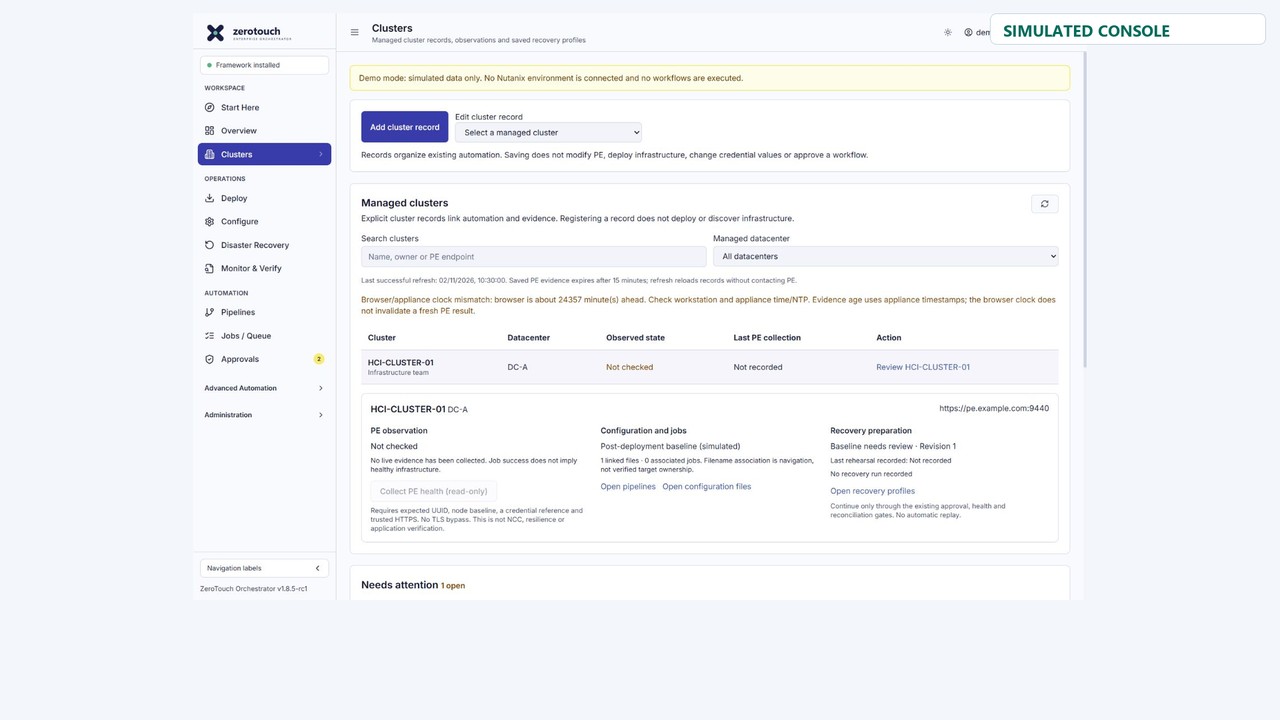 zerotouch
ENTERPRISE ORCHESTRATOR
Framework installed
WORKSPACE
Start Here
Overview
Clusters
OPERATIONS
Deploy
Configure
Disaster Recovery
Monitor & Verify
AUTOMATION
Pipelines
Jobs / Queue
Approvals 2
Advanced Automation
Administration
Navigation labels
ZeroTouch Orchestrator v1.8.5-rc1
Clusters
Managed cluster records, observations and saved recovery profiles
SIMULATED CONSOLE
Demo mode: simulated data only. No Nutanix environment is connected and no workflows are executed.
Add cluster record
Edit cluster record
Select a managed cluster
Records organize existing automation. Saving does not modify PE, deploy infrastructure, change credential values or approve a workflow.
Managed clusters
Explicit cluster records link automation and evidence. Registering a record does not deploy or discover infrastructure.
Search clusters
Name, owner or PE endpoint
Managed datacenter
All datacenters
Last successful refresh: 02/11/2026, 10:30:00. Saved PE evidence expires after 15 minutes; refresh reloads records without contacting PE.
Browser/appliance clock mismatch: browser is about 24357 minute(s) ahead. Check workstation and appliance time/NTP. Evidence age uses appliance timestamps; the browser clock does
not invalidate a fresh PE result.
Cluster Datacenter Observed state Last PE collection Action
HCI-CLUSTER-01 DC-A Not checked Not recorded Review HCI-CLUSTER-01
Infrastructure team
HCI-CLUSTER-01 DC-A https://pe.example.com:9440
PE observation
Not checked
No live evidence has been collected. Job success does not imply
healthy infrastructure.
Collect PE health (read-only)
Requires expected UUID, node baseline, a credential reference and
trusted HTTPS. No TLS bypass. This is not NCC, resilience or
application verification.
Configuration and jobs
Post-deployment baseline (simulated)
1 linked files · 0 associated jobs. Filename association is navigation,
not verified target ownership.
Open pipelines Open configuration files
Recovery preparation
Baseline needs review · Revision 1
Last rehearsal recorded: Not recorded
No recovery run recorded
Open recovery profiles
Continue only through the existing approval, health and
reconciliation gates. No automatic replay.
Needs attention 1 open